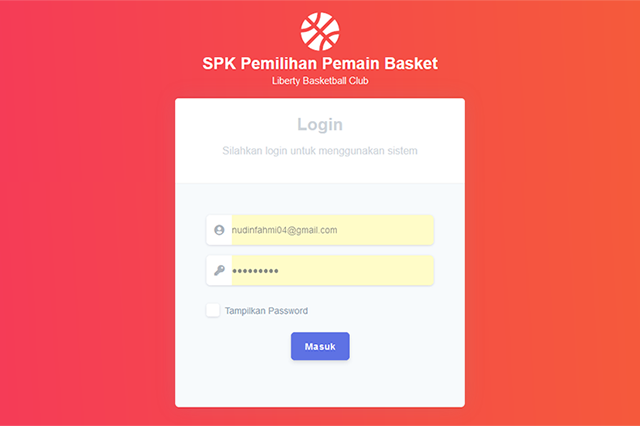 SPK Pemilihan Pemain Basket
Liberty Basketball Club
Login
Silahkan login untuk menggunakan sistem
nudinfahmi04@gmail.com
•••••••••
Tampilkan Password
Masuk